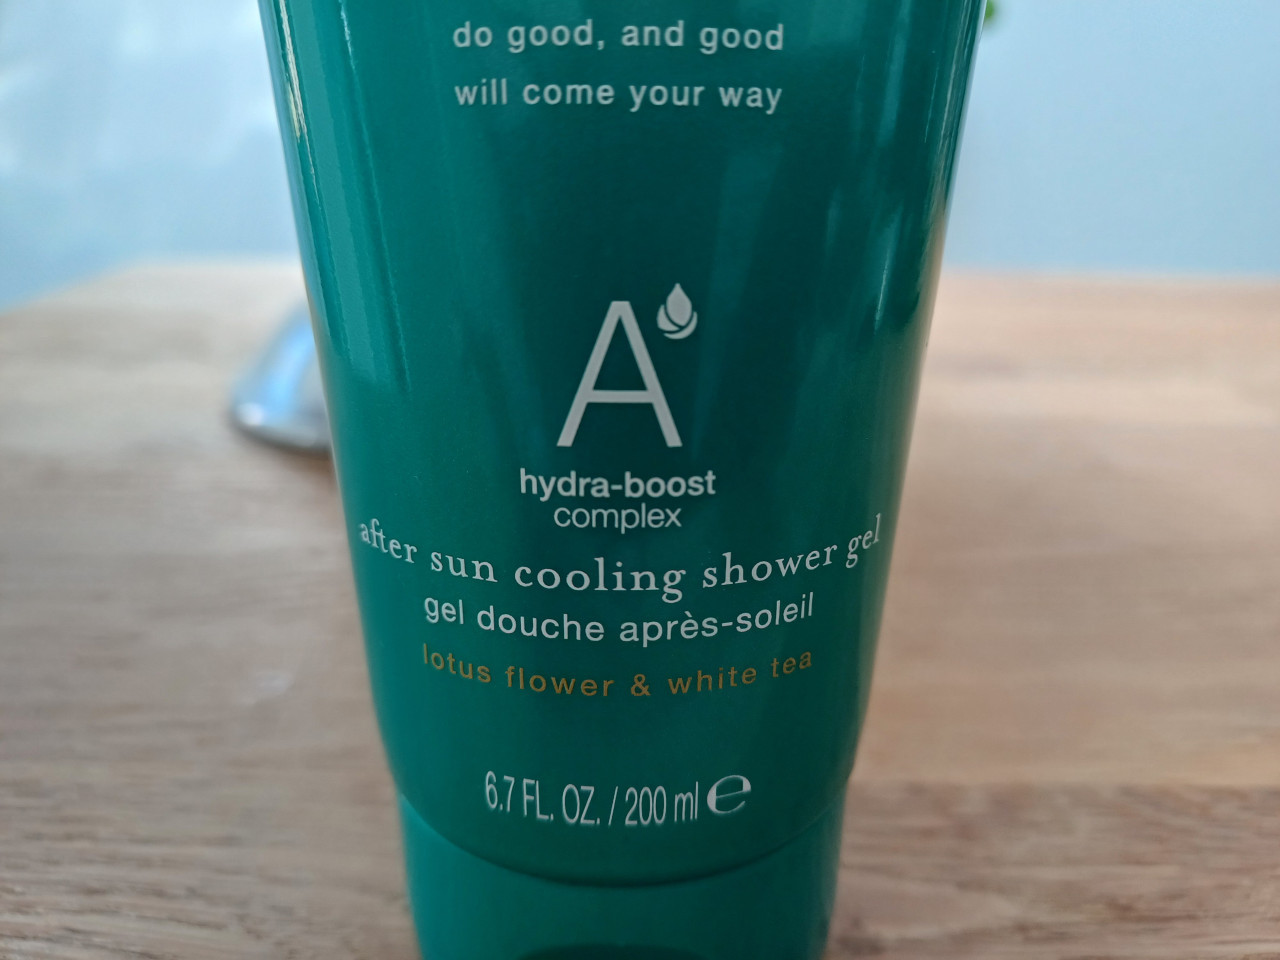 do good, and good
will come your way
A
hydra-boost
complex
after sun cooling shower gel
gel douche après-soleil
lotus flower & white tea
6.7 FL. OZ. / 200 ml ℮